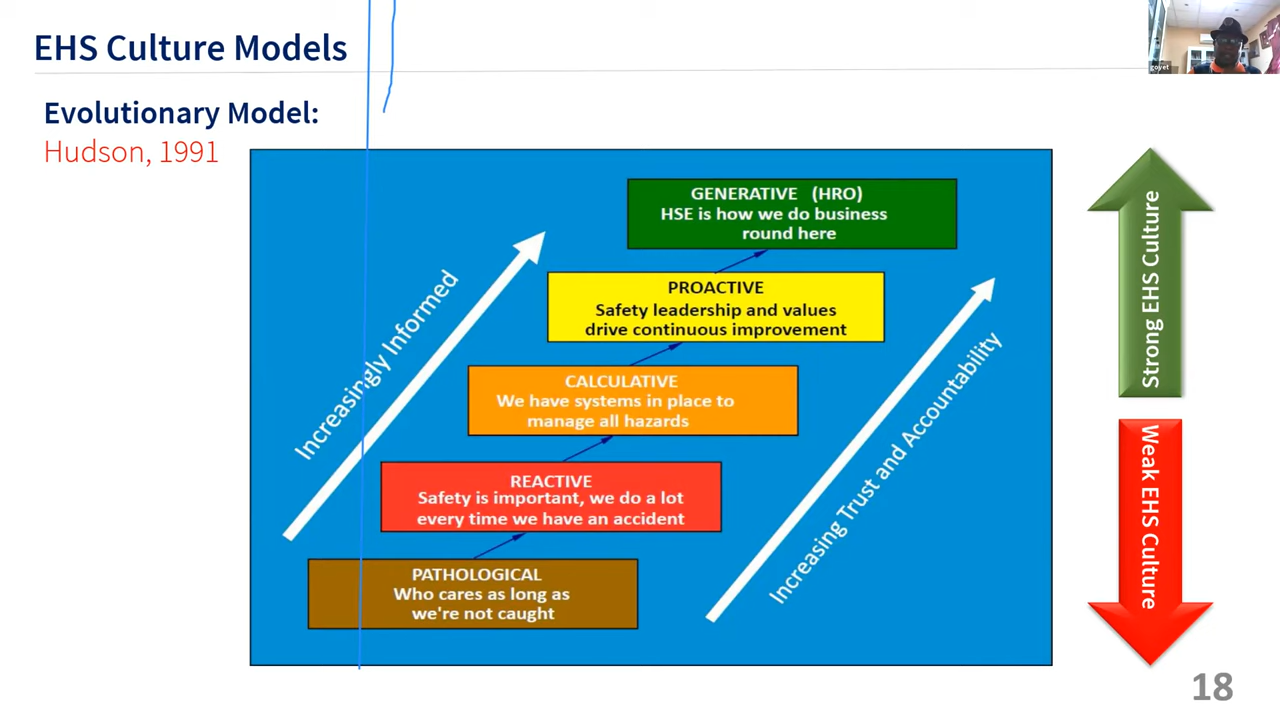 EHS Culture Models
goyet
Evolutionary Model:
Hudson, 1991
GENERATIVE (HRO)
HSE is how we do business
round here
PROACTIVE
Safety leadership and values
drive continuous improvement
CALCULATIVE
We have systems in place to
manage all hazards
REACTIVE
Safety is important, we do a lot
every time we have an accident
PATHOLOGICAL
Who cares as long as
we're not caught
Increasingly Informed
Increasing Trust and Accountability
Strong EHS Culture
Weak EHS Culture
18